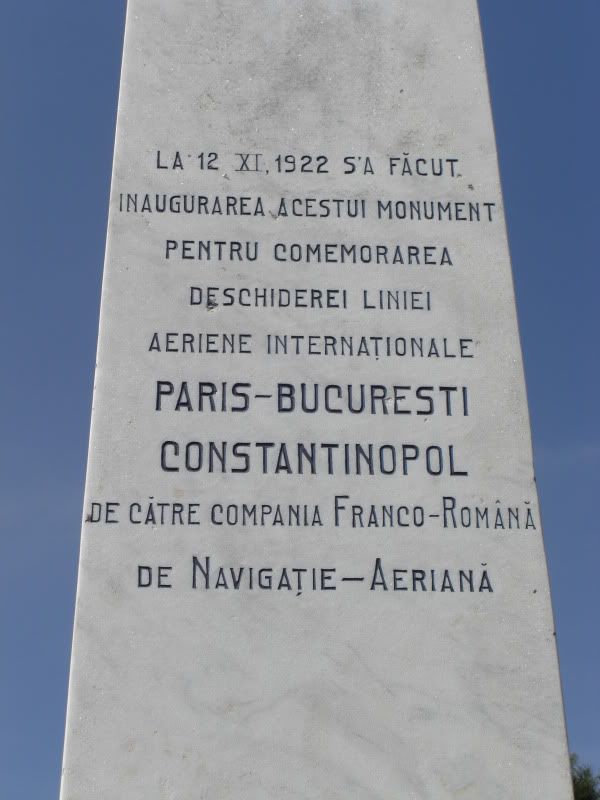 LA 12 XI, 1922 S'A FĂCUT
INAUGURAREA ACESTUI MONUMENT
PENTRU COMEMORAREA
DESCHIDEREI LINIEI
AERIENE INTERNAȚIONALE
PARIS-BUCURESTI
CONSTANTINOPOL
DE CĂTRE COMPANIA FRANCO-ROMÂNĂ
DE NAVIGAȚIE-AERIANĂ